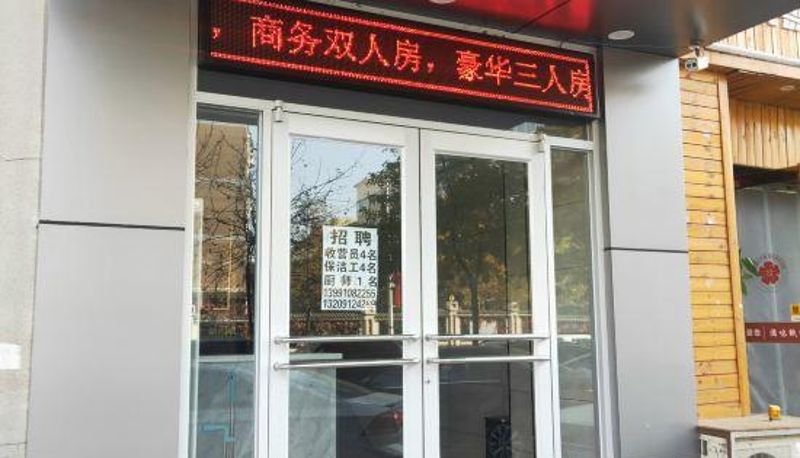 ，商务双人房，豪华三人房
招聘
收营员4名
保洁工4名
厨师1名
13991082255